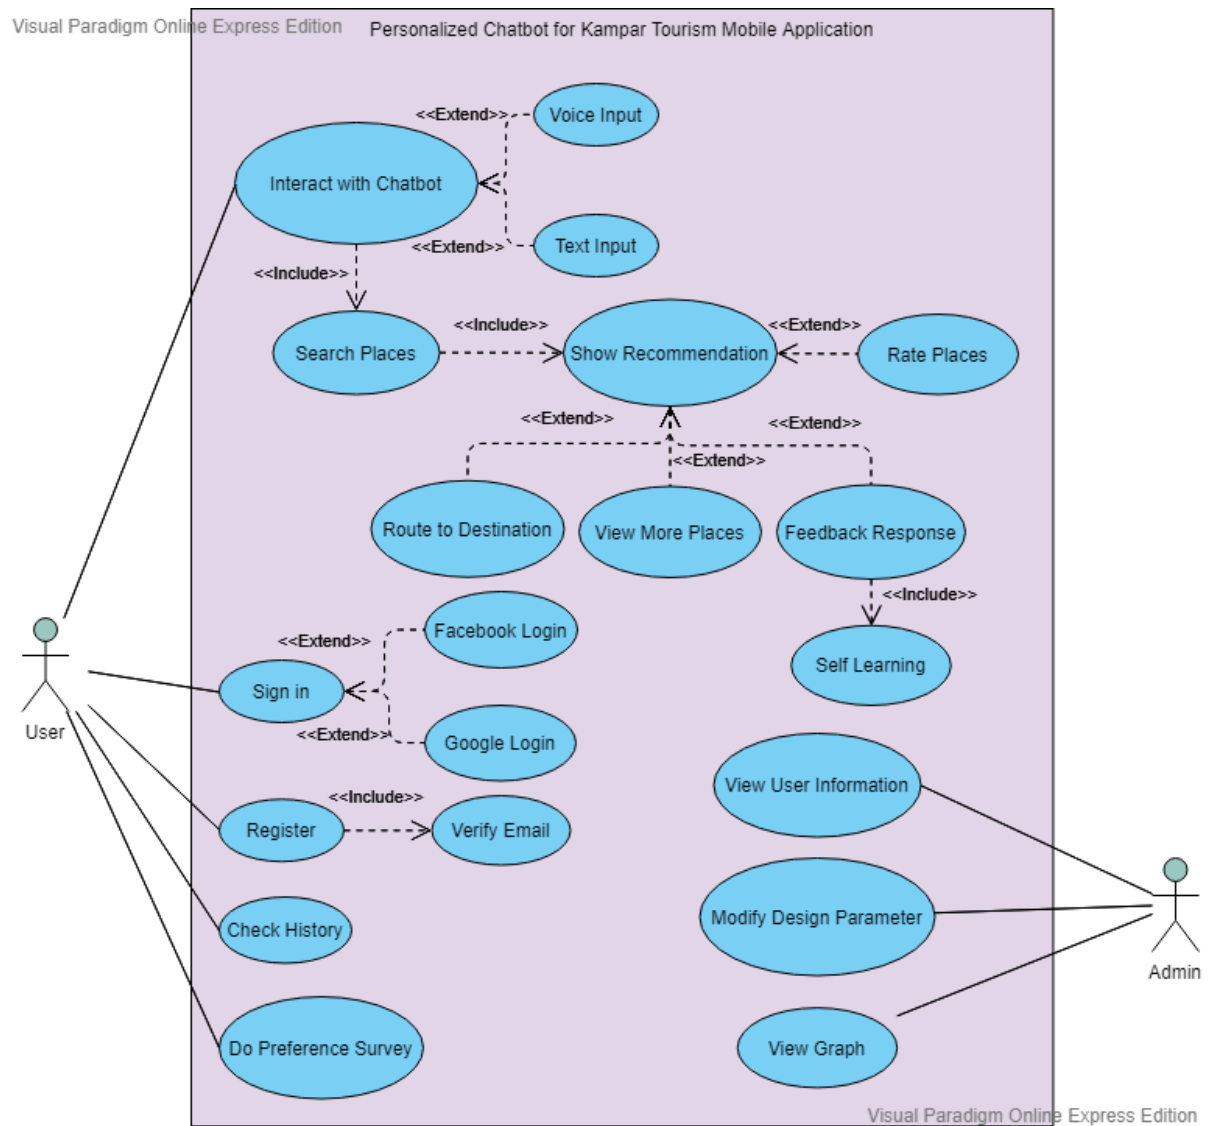 Visual Paradigm Online Express Edition
Personalized Chatbot for Kampar Tourism Mobile Application
<<Extend>>
Voice Input
Interact with Chatbot
<<Extend>>
Text Input
<<Include>>
Search Places
<<Include>>
Show Recommendation
<<Extend>>
Rate Places
<<Extend>>
<<Extend>>
<<Extend>>
Route to Destination
View More Places
Feedback Response
<<Include>>
Self Learning
<<Extend>>
Facebook Login
Sign in
<<Extend>>
Google Login
User
<<Include>>
Register
Verify Email
Check History
Do Preference Survey
View User Information
Modify Design Parameter
View Graph
Admin
Visual Paradigm Online Express Edition